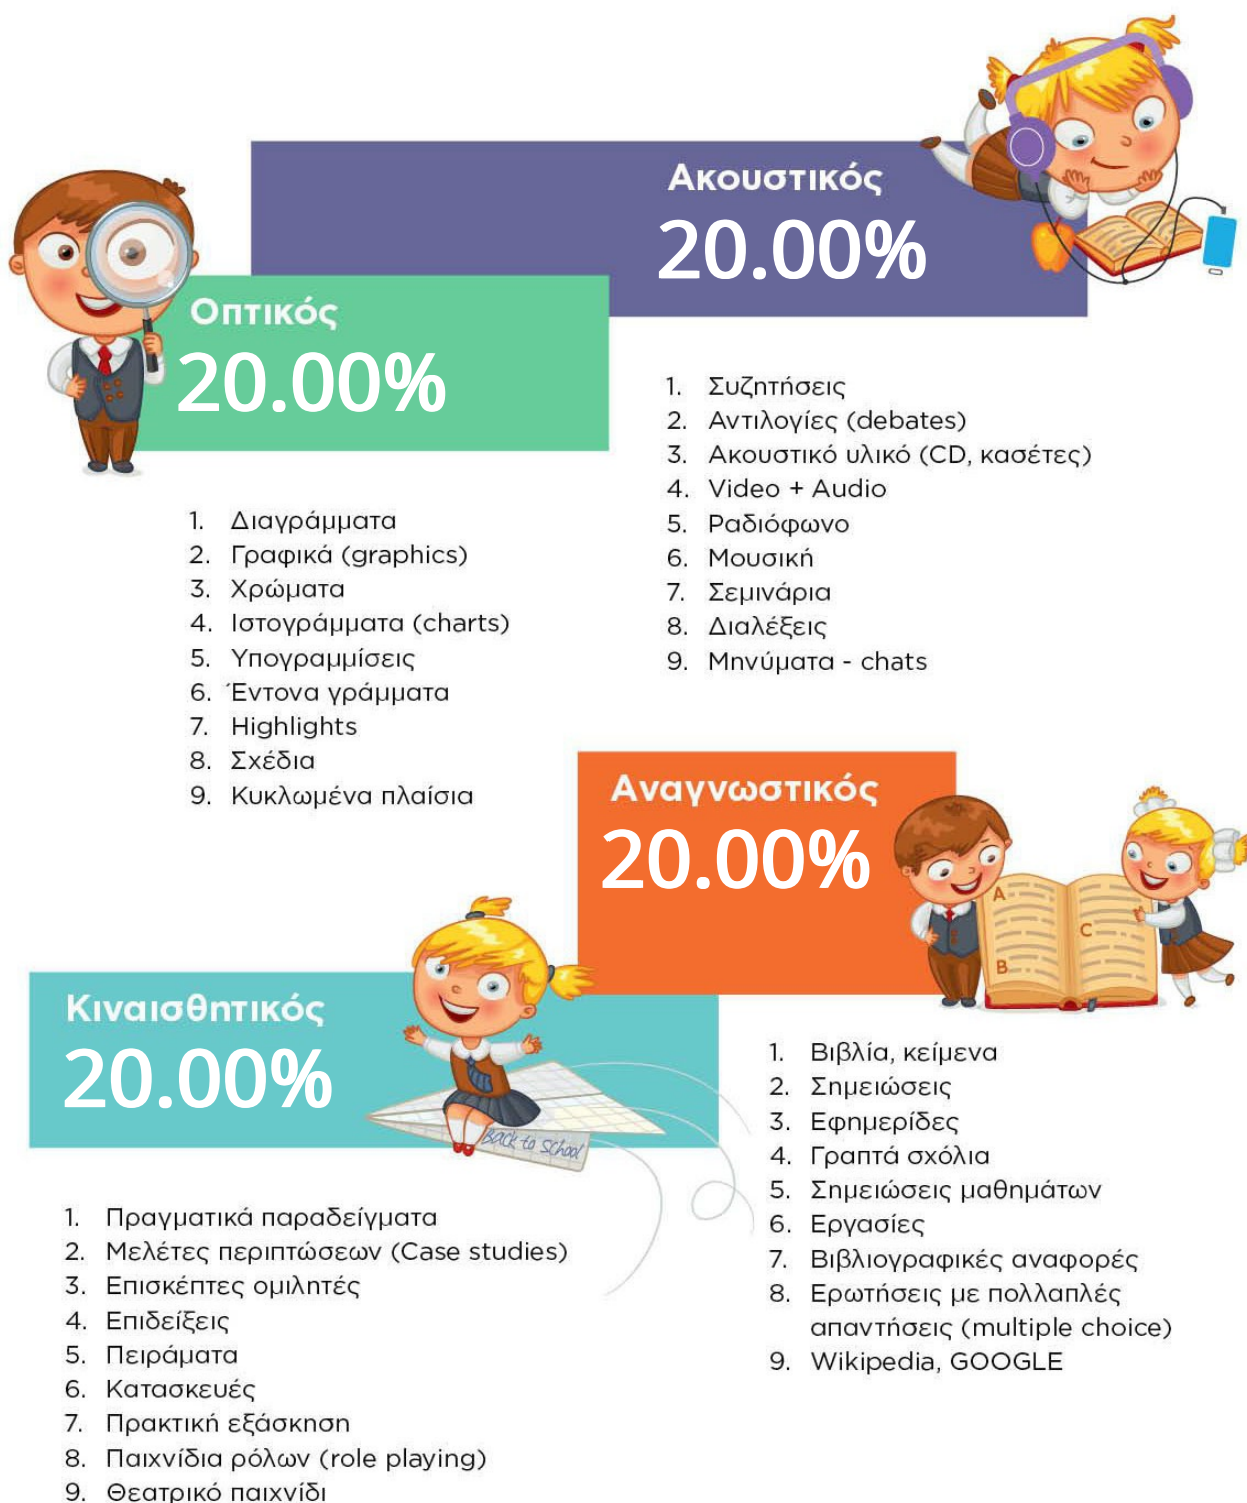 Ακουστικός
20.00%
Οπτικός
20.00%
1. Συζητήσεις
2. Αντιλογίες (debates)
3. Ακουστικό υλικό (CD, κασέτες)
4. Video + Audio
5. Ραδιόφωνο
6. Μουσική
7. Σεμινάρια
8. Διαλέξεις
9. Μηνύματα - chats
1. Διαγράμματα
2. Γραφικά (graphics)
3. Χρώματα
4. Ιστογράμματα (charts)
5. Υπογραμμίσεις
6. Έντονα γράμματα
7. Highlights
8. Σχέδια
9. Κυκλωμένα πλαίσια
Αναγνωστικός
20.00%
A
B
C
Κιναισθητικός
20.00%
Back to School
1. Βιβλία, κείμενα
2. Σημειώσεις
3. Εφημερίδες
4. Γραπτά σχόλια
5. Σημειώσεις μαθημάτων
6. Εργασίες
7. Βιβλιογραφικές αναφορές
8. Ερωτήσεις με πολλαπλές
απαντήσεις (multiple choice)
9. Wikipedia, GOOGLE
1. Πραγματικά παραδείγματα
2. Μελέτες περιπτώσεων (Case studies)
3. Επισκέπτες ομιλητές
4. Επιδείξεις
5. Πειράματα
6. Κατασκευές
7. Πρακτική εξάσκηση
8. Παιχνίδια ρόλων (role playing)
9. Θεατρικό παιχνίδι